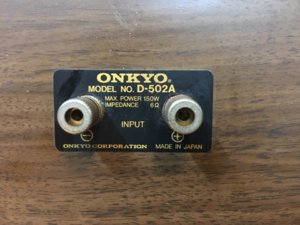 ONKYO®
MODEL NO. D-502A
MAX. POWER 150W
IMPEDANCE 6Ω
INPUT
⊖ ⊕
ONKYO CORPORATION MADE IN JAPAN